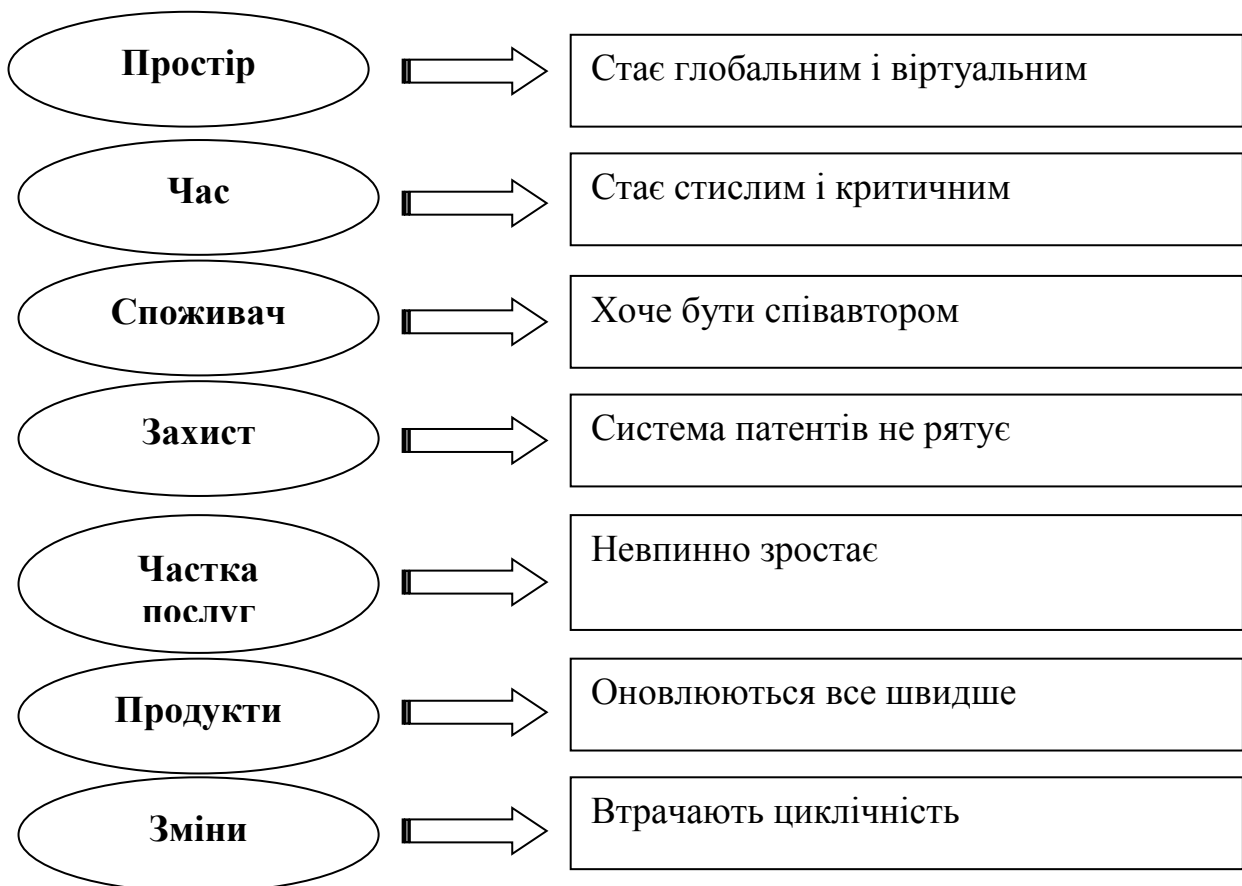 Простір
Стає глобальним і віртуальним
Час
Стає стислим і критичним
Споживач
Хоче бути співавтором
Захист
Система патентів не рятує
Частка
послуг
Невпинно зростає
Продукти
Оновлюються все швидше
Зміни
Втрачають циклічність